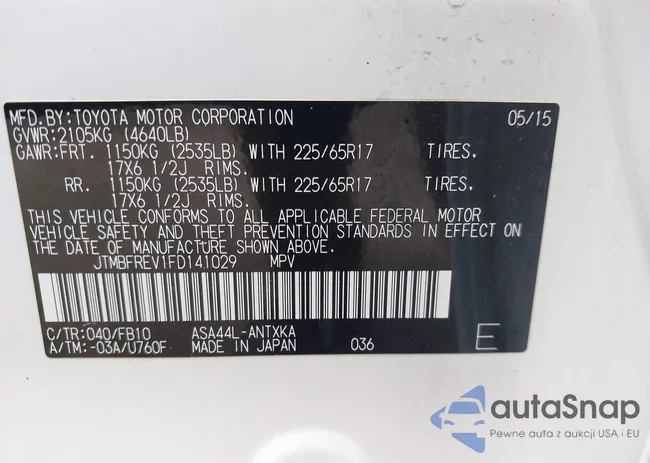 MFD.BY:TOYOTA MOTOR CORPORATION 05/15
GVWR:2105KG (4640LB)
GAWR:FRT. 1150KG (2535LB) WITH 225/65R17 TIRES.
17X6 1/2J RIMS.
RR. 1150KG (2535LB) WITH 225/65R17 TIRES.
17X6 1/2J RIMS.
THIS VEHICLE CONFORMS TO ALL APPLICABLE FEDERAL MOTOR
VEHICLE SAFETY AND THEFT PREVENTION STANDARDS IN EFFECT
ON THE DATE OF MANUFACTURE SHOWN ABOVE.
JTMBFREV1FD141029 MPV
C/TR:040/FB10 ASA44L-ANTXKA
A/TM:-03A/U760F MADE IN JAPAN 036 E
autoSnap
Pewne auta z aukcji USA i EU